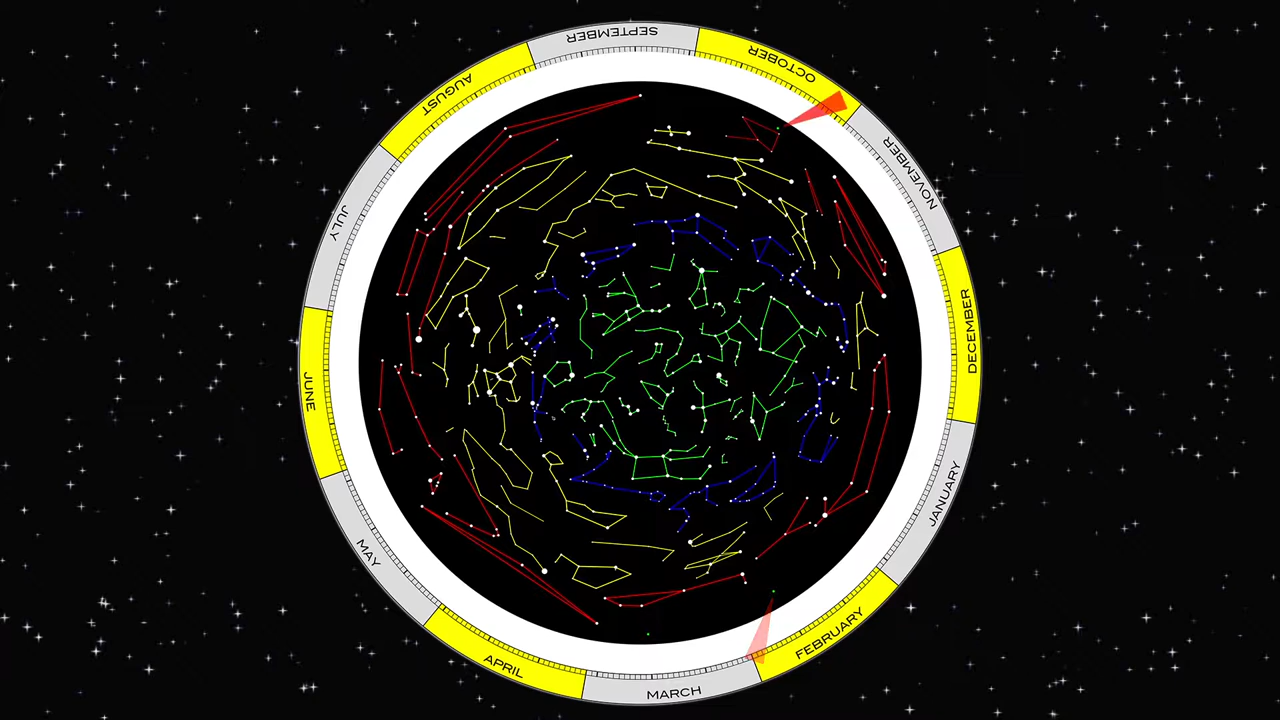 SEPTEMBER
OCTOBER
NOVEMBER
DECEMBER
JANUARY
FEBRUARY
MARCH
APRIL
MAY
JUNE
JULY
AUGUST